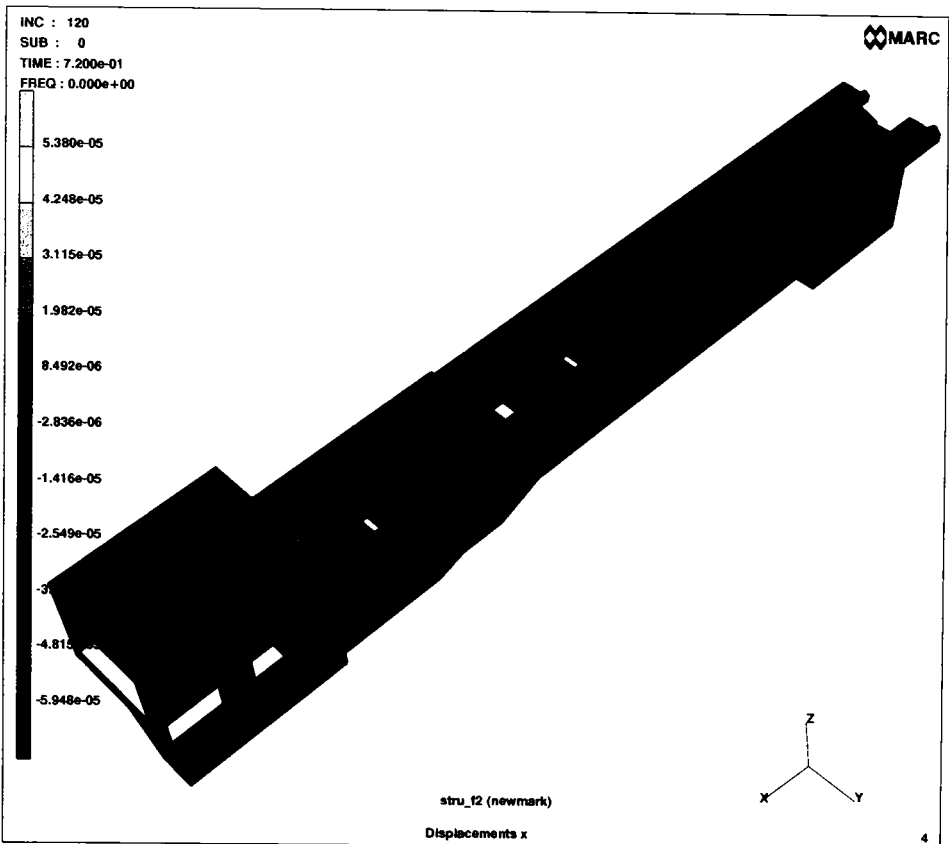 INC : 120
SUB : 0
TIME : 7.200e-01
FREQ : 0.000e+00
MARC
5.380e-05
4.248e-05
3.115e-05
1.982e-05
8.492e-06
-2.836e-06
-1.416e-05
-2.549e-05
-4.815
-5.948e-05
Z
X
Y
stru_f2 (newmark)
Displacements x
4